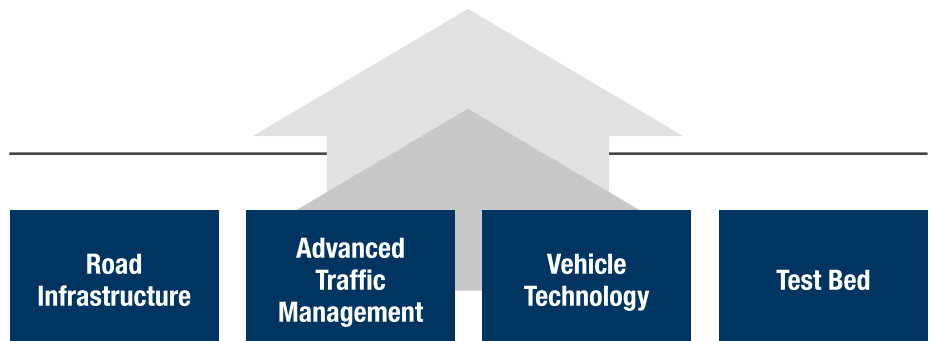 Road
Infrastructure
Advanced
Traffic
Management
Vehicle
Technology
Test Bed